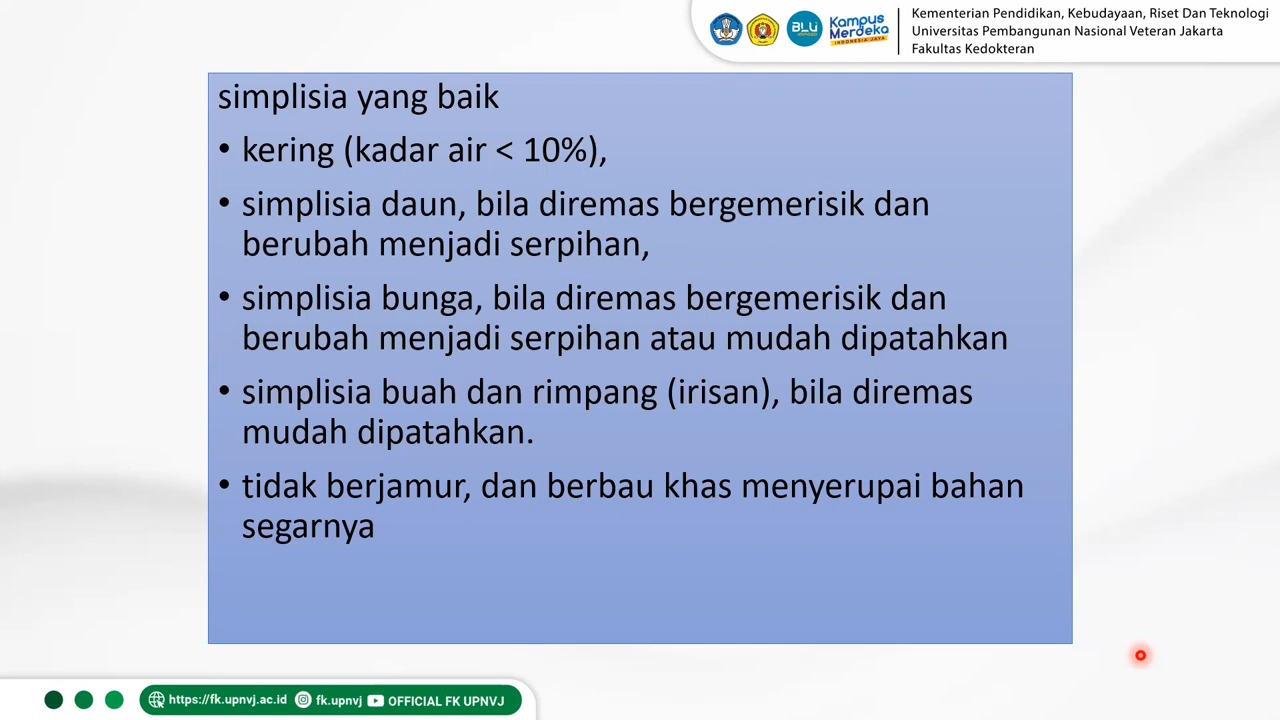 BLU
Kampus
Merdeka
INDONESIA JAYA
Kementerian Pendidikan, Kebudayaan, Riset Dan Teknologi
Universitas Pembangunan Nasional Veteran Jakarta
Fakultas Kedokteran
simplisia yang baik
• kering (kadar air < 10%),
• simplisia daun, bila diremas bergemerisik dan
berubah menjadi serpihan,
• simplisia bunga, bila diremas bergemerisik dan
berubah menjadi serpihan atau mudah dipatahkan
• simplisia buah dan rimpang (irisan), bila diremas
mudah dipatahkan.
• tidak berjamur, dan berbau khas menyerupai bahan
segarnya
https://fk.upnvj.ac.id fk.upnvj OFFICIAL FK UPNVJ